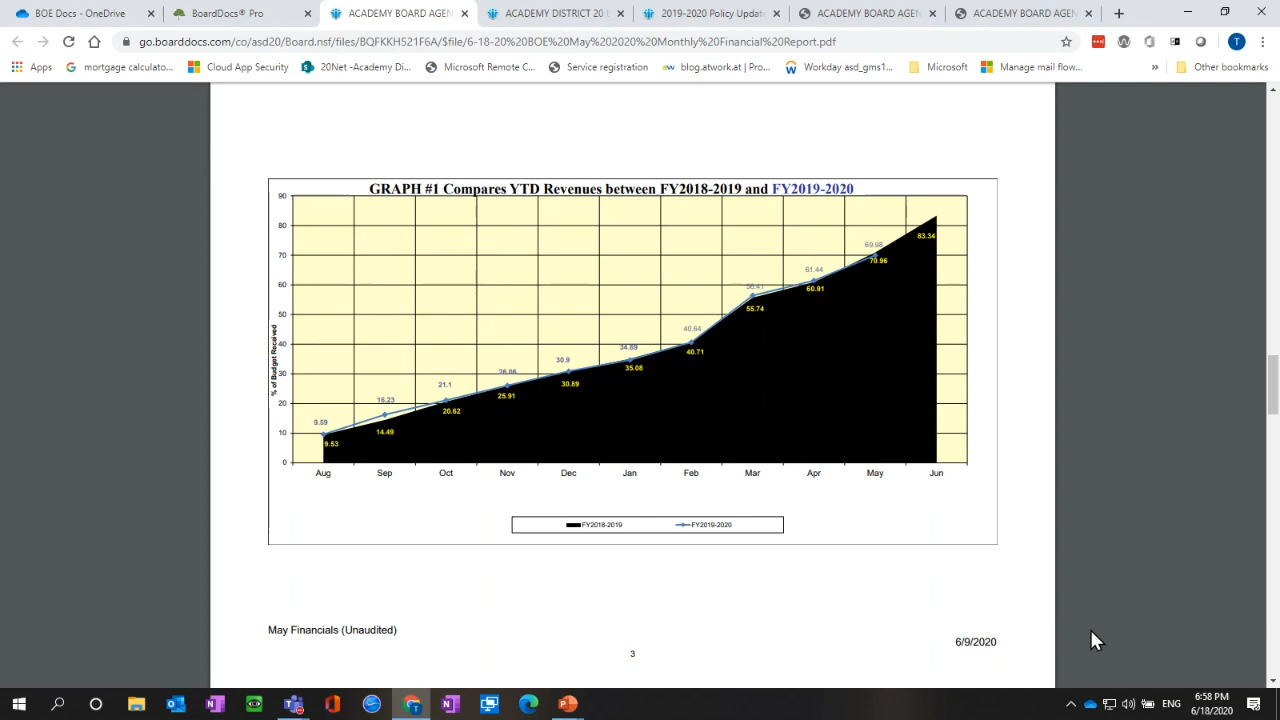 BOE Docs - OneDrive
BoardDocs® Pro
ACADEMY BOARD AGEN
ACADEMY DISTRICT 20 L
2019-2020 Policy Update
ACADEMY BOARD AGEN
ACADEMY BOARD AGEN
go.boarddocs.com/co/asd20/Board.nsf/files/BQFKKH521F6A/$file/6-18-20%20BOE%20May%202020%20Monthly%20Financial%20Report.pdf
T
Apps
mortgage calculato...
Cloud App Security
20Net -Academy Di...
Microsoft Remote C...
Service registration
blog.atwork.at | Pro...
Workday asd_gms1...
Microsoft
Manage mail flow...
»
Other bookmarks
GRAPH #1 Compares YTD Revenues between FY2018-2019 and FY2019-2020
% of Budget Received
90
80
70
60
50
40
30
20
10
0
9.59
16.23
21.1
26.06
30.9
34.89
40.64
56.41
61.44
69.98
9.53
14.49
20.62
25.91
30.89
35.08
40.71
55.74
60.91
70.96
83.34
Aug
Sep
Oct
Nov
Dec
Jan
Feb
Mar
Apr
May
Jun
FY2018-2019
FY2019-2020
May Financials (Unaudited)
6/9/2020
3
ENG
6:58 PM
6/18/2020